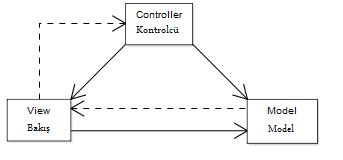 Controller
Kontrolcü
View
Bakış
Model
Model